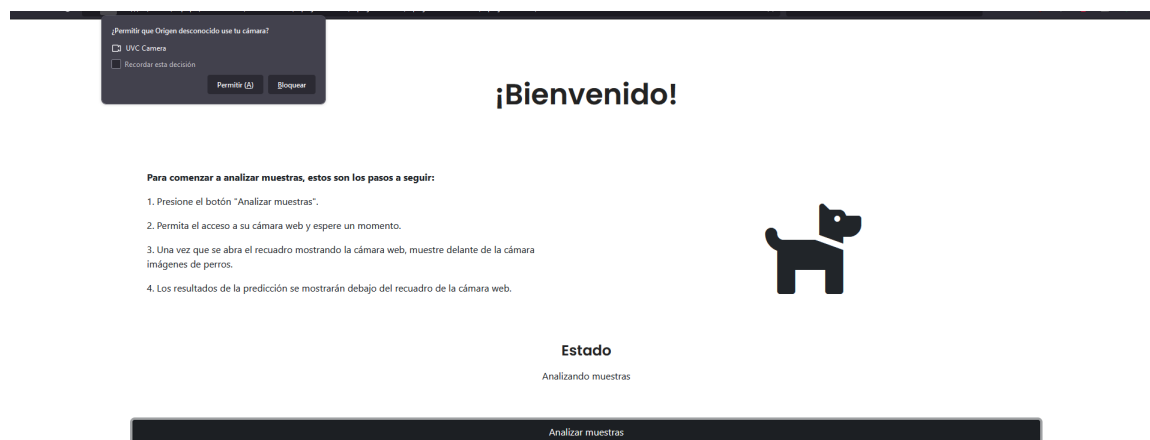 ¿Permitir que Origen desconocido use tu cámara?
UVC Camera
Recordar esta decisión
Permitir (A)
Bloquear
¡Bienvenido!
Para comenzar a analizar muestras, estos son los pasos a seguir:
1. Presione el botón "Analizar muestras".
2. Permita el acceso a su cámara web y espere un momento.
3. Una vez que se abra el recuadro mostrando la cámara web, muestre delante de la cámara
imágenes de perros.
4. Los resultados de la predicción se mostrarán debajo del recuadro de la cámara web.
Estado
Analizando muestras
Analizar muestras